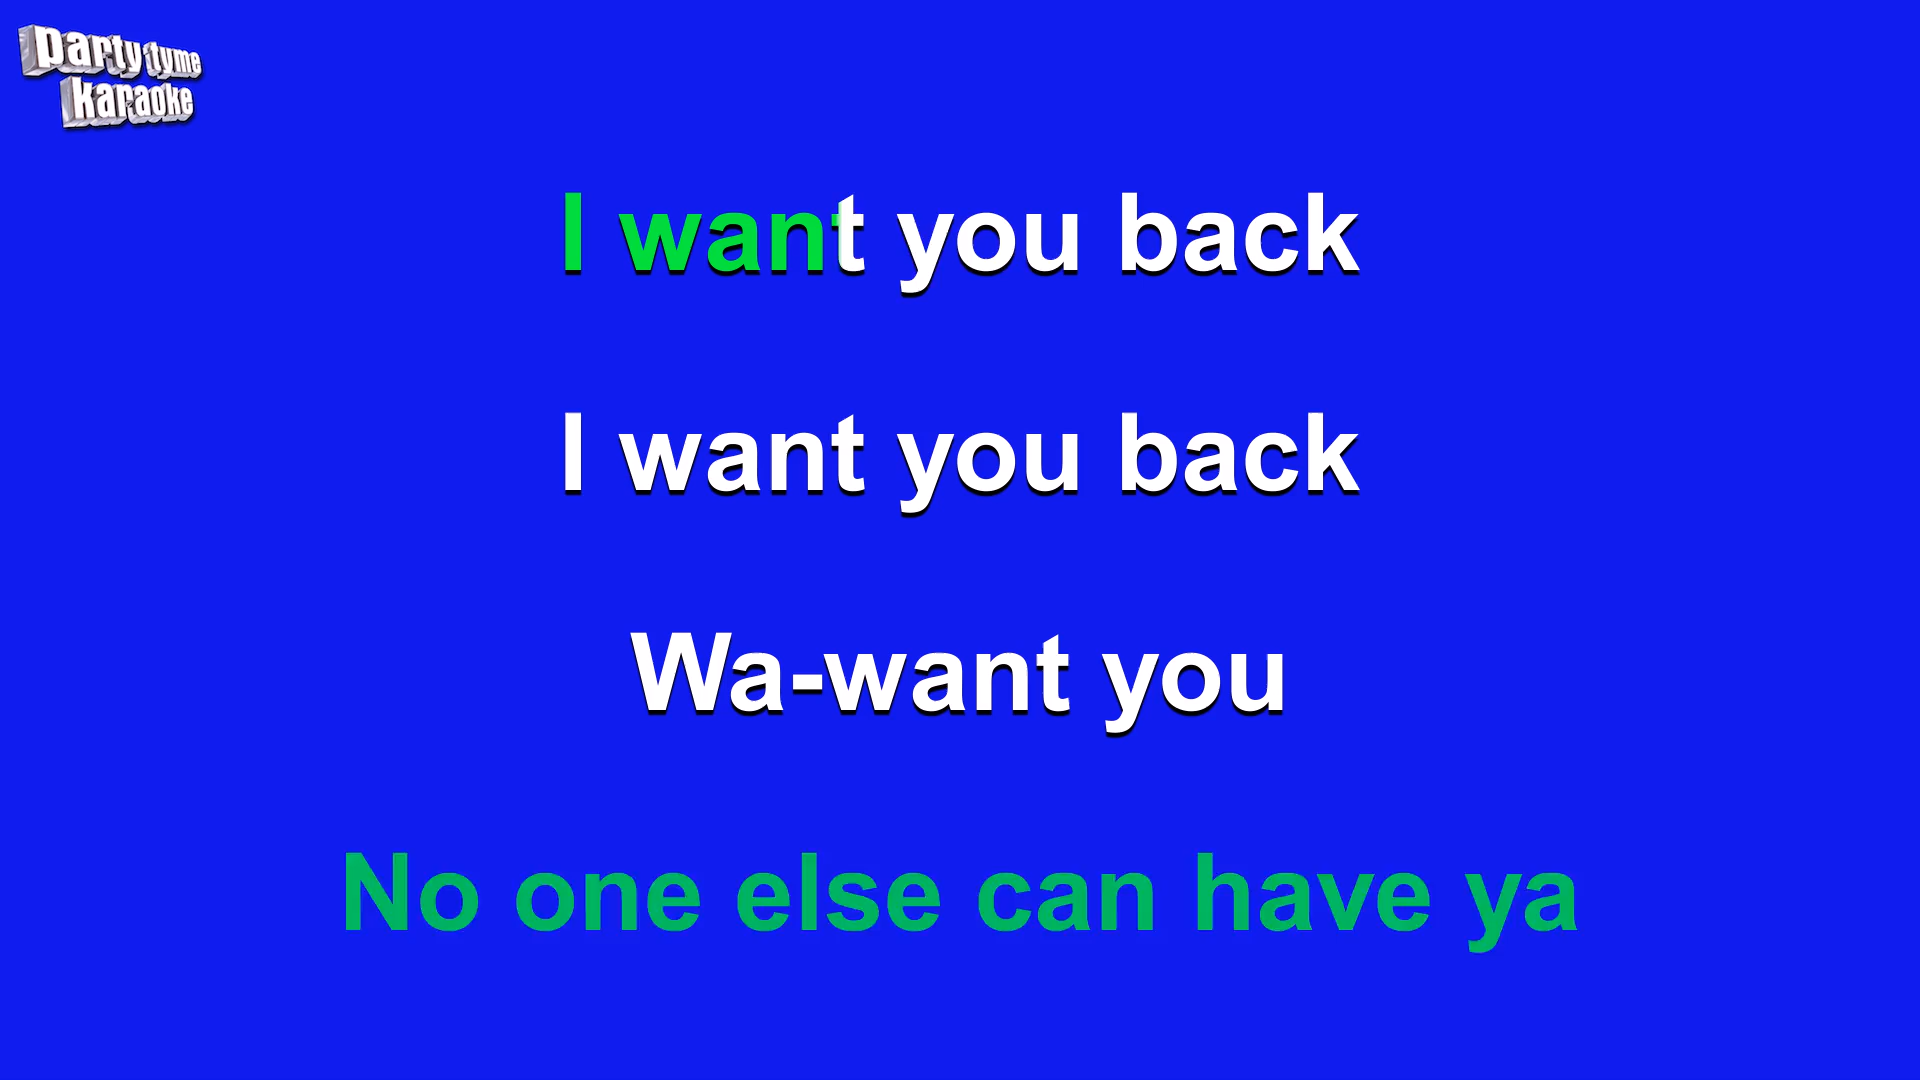 party tyme
karaoke
I want you back
I want you back
Wa-want you
No one else can have ya